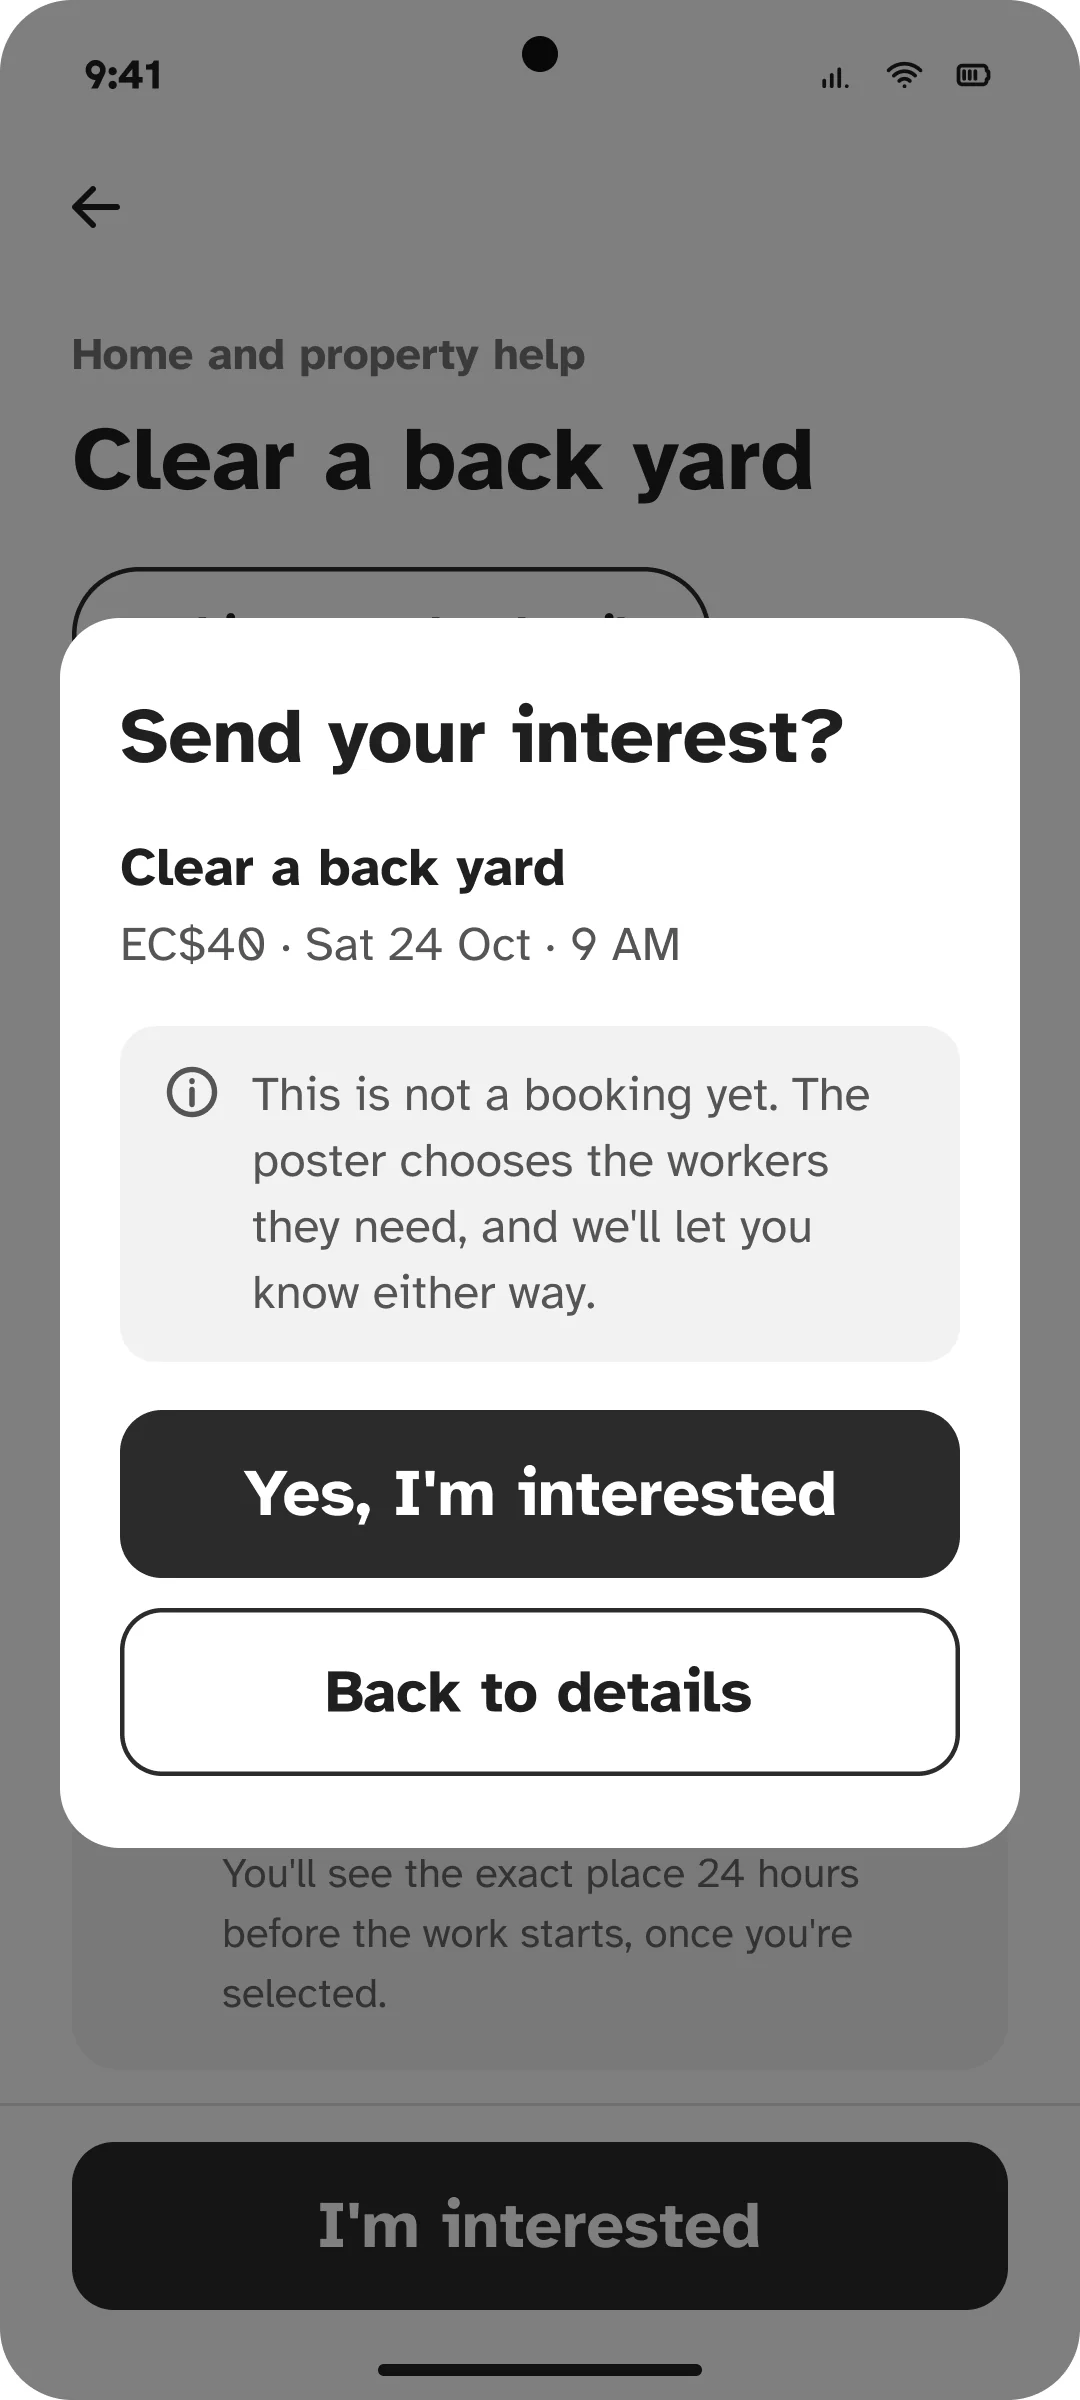 9:41
Home and property help
Clear a back yard
Send your interest?
Clear a back yard
EC$40 · Sat 24 Oct · 9 AM
This is not a booking yet. The
poster chooses the workers
they need, and we'll let you
know either way.
Yes, I'm interested
Back to details
You'll see the exact place 24 hours
before the work starts, once you're
selected.
I'm interested